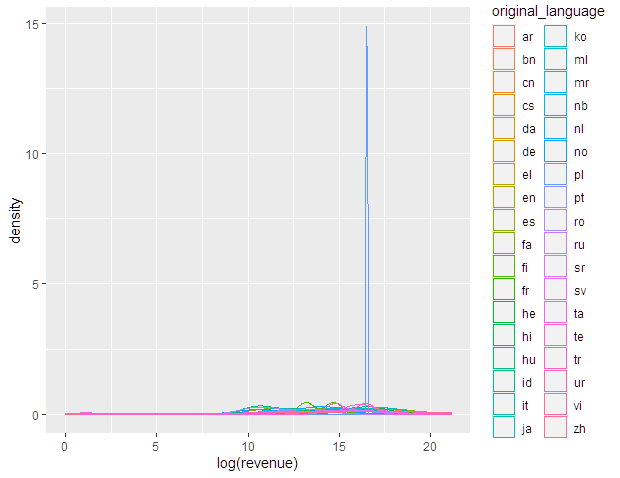 original_language
15
10
5
0
density
0
5
10
15
20
log(revenue)
ar
bn
cn
cs
da
de
el
en
es
fa
fi
fr
he
hi
hu
id
it
ja
ko
ml
mr
nb
nl
no
pl
pt
ro
ru
sr
sv
ta
te
tr
ur
vi
zh